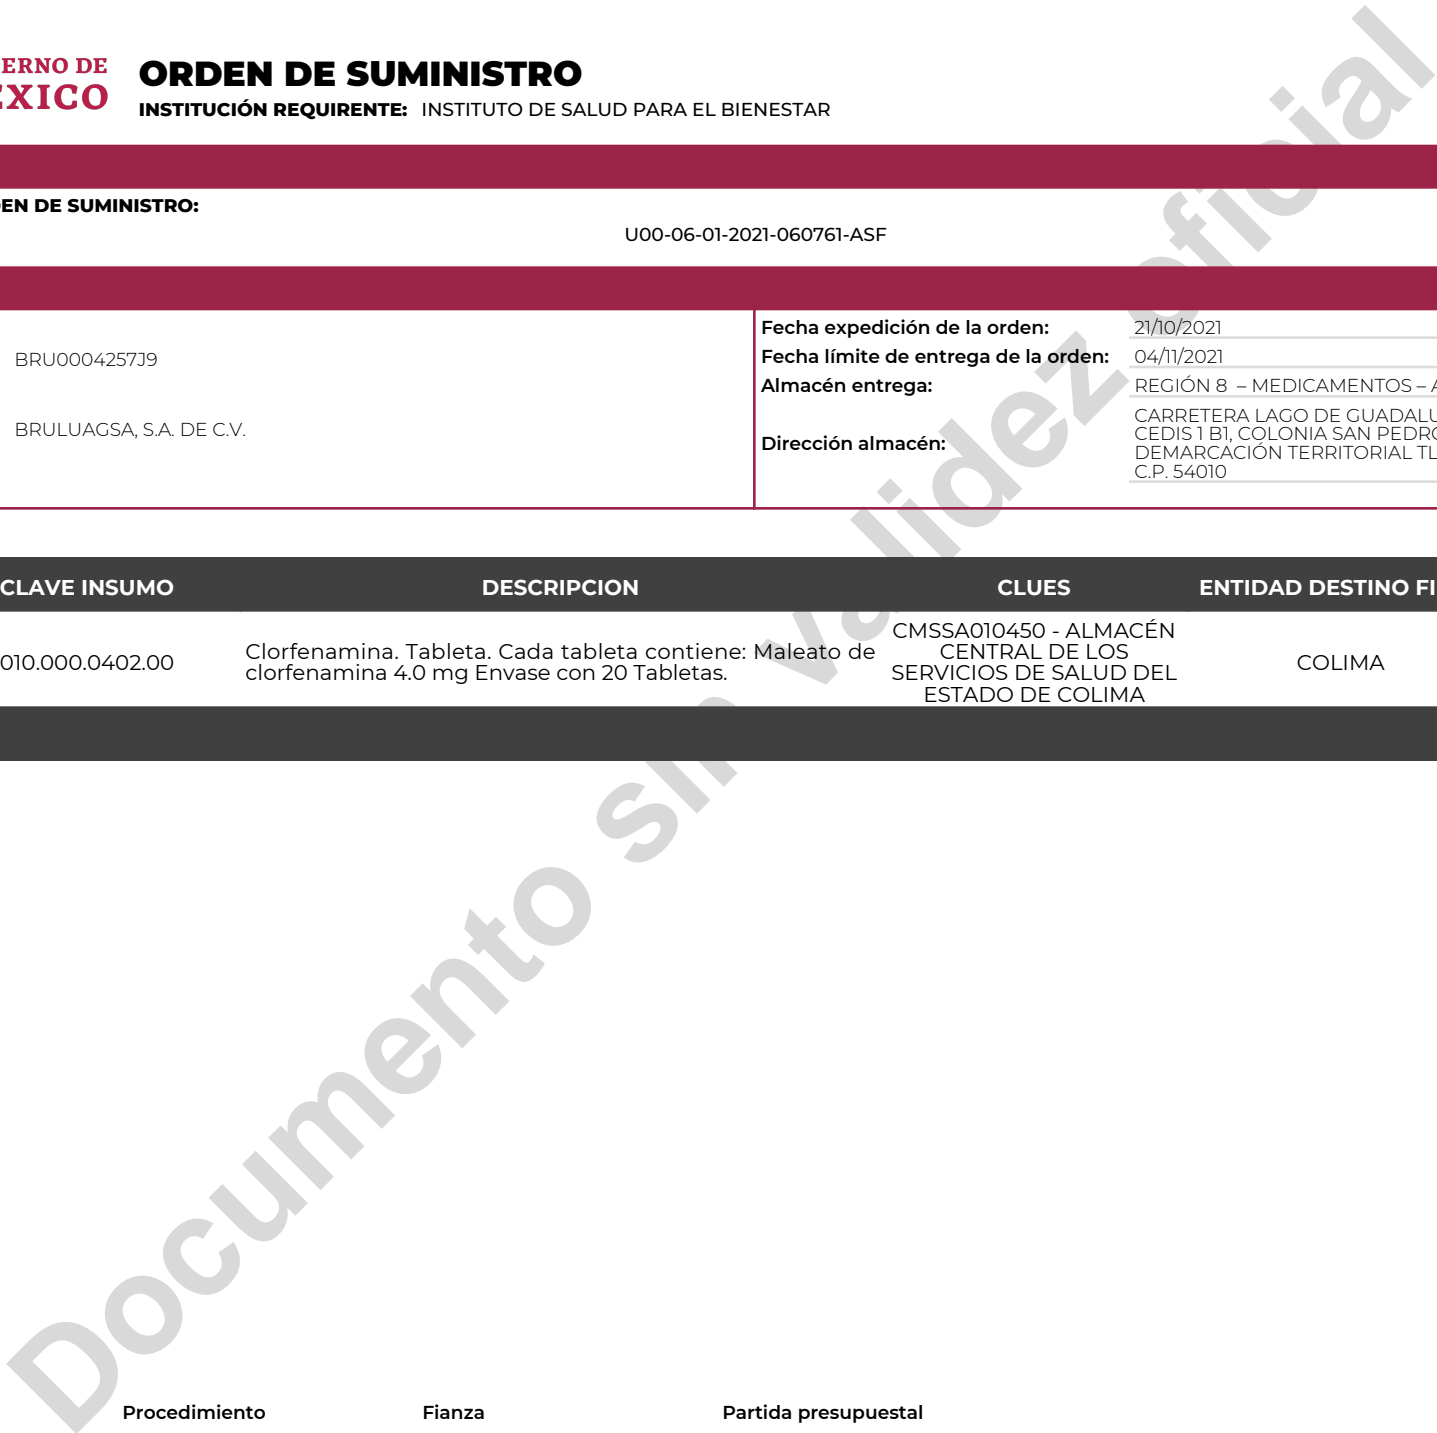 ERNO DE
ÉXICO
ORDEN DE SUMINISTRO
INSTITUCIÓN REQUIRENTE: INSTITUTO DE SALUD PARA EL BIENESTAR
EN DE SUMINISTRO:
U00-06-01-2021-060761-ASF
BRU0004257J9
BRULUAGSA, S.A. DE C.V.
Fecha expedición de la orden: 21/10/2021
Fecha límite de entrega de la orden: 04/11/2021
Almacén entrega: REGIÓN 8 – MEDICAMENTOS – A
Dirección almacén:
CARRETERA LAGO DE GUADALU
CEDIS 1 B1, COLONIA SAN PEDRO
DEMARCACIÓN TERRITORIAL TL
C.P. 54010
CLAVE INSUMO DESCRIPCION CLUES ENTIDAD DESTINO FI
010.000.0402.00
Clorfenamina. Tableta. Cada tableta contiene: Maleato de
clorfenamina 4.0 mg Envase con 20 Tabletas.
CMSSA010450 - ALMACÉN
CENTRAL DE LOS
SERVICIOS DE SALUD DEL
ESTADO DE COLIMA
COLIMA
Documento sin validez oficial
Procedimiento Fianza Partida presupuestal